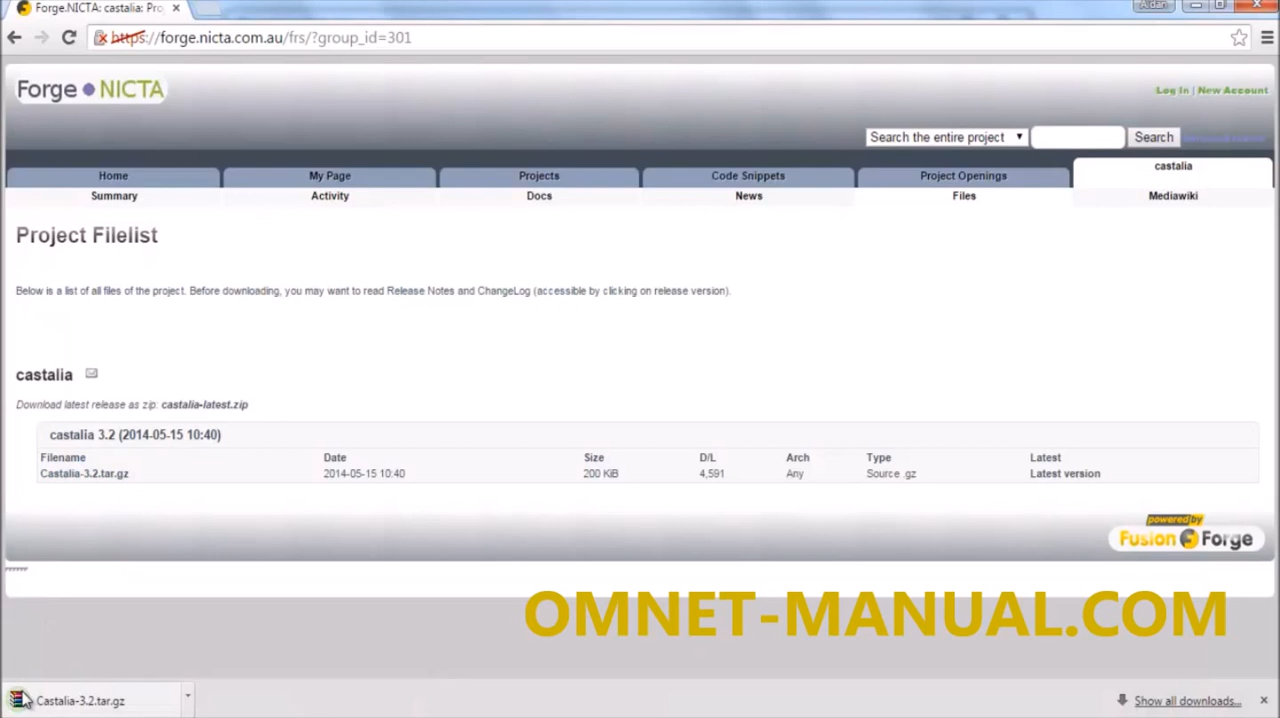 Forge.NICTA: castalia: Pro
Aidan
https://forge.nicta.com.au/frs/?group_id=301
Forge NICTA
Log In | New Account
Search the entire project Search
castalia
Home My Page Projects Code Snippets Project Openings
Summary Activity Docs News Files Mediawiki
Project Filelist
Below is a list of all files of the project. Before downloading, you may want to read Release Notes and ChangeLog (accessible by clicking on release version).
castalia
Download latest release as zip: castalia-latest.zip
castalia 3.2 (2014-05-15 10:40)
Filename Date Size D/L Arch Type Latest
Castalia-3.2.tar.gz 2014-05-15 10:40 200 KiB 4,591 Any Source .gz Latest version
powered by
Fusion Forge
OMNET-MANUAL.COM
Castalia-3.2.tar.gz Show all downloads...